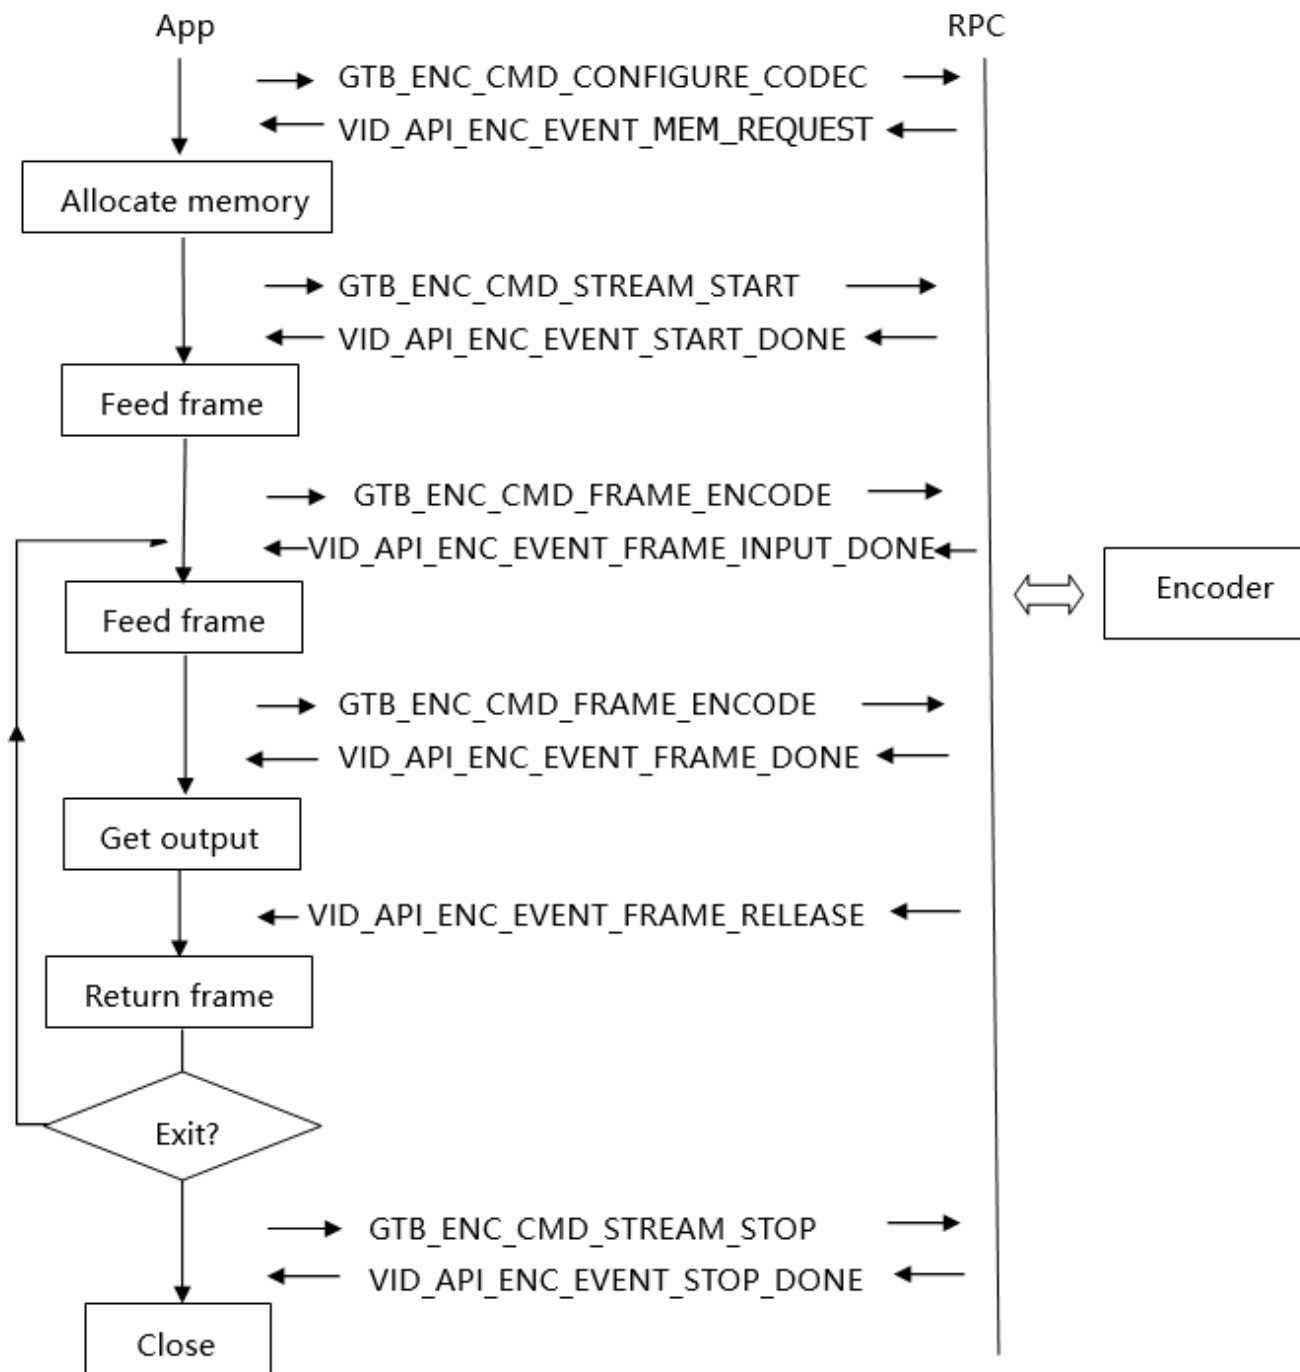 App
RPC
GTB_ENC_CMD_CONFIGURE_CODEC
VID_API_ENC_EVENT_MEM_REQUEST
Allocate memory
GTB_ENC_CMD_STREAM_START
VID_API_ENC_EVENT_START_DONE
Feed frame
GTB_ENC_CMD_FRAME_ENCODE
VID_API_ENC_EVENT_FRAME_INPUT_DONE
Encoder
Feed frame
GTB_ENC_CMD_FRAME_ENCODE
VID_API_ENC_EVENT_FRAME_DONE
Get output
VID_API_ENC_EVENT_FRAME_RELEASE
Return frame
Exit?
GTB_ENC_CMD_STREAM_STOP
VID_API_ENC_EVENT_STOP_DONE
Close